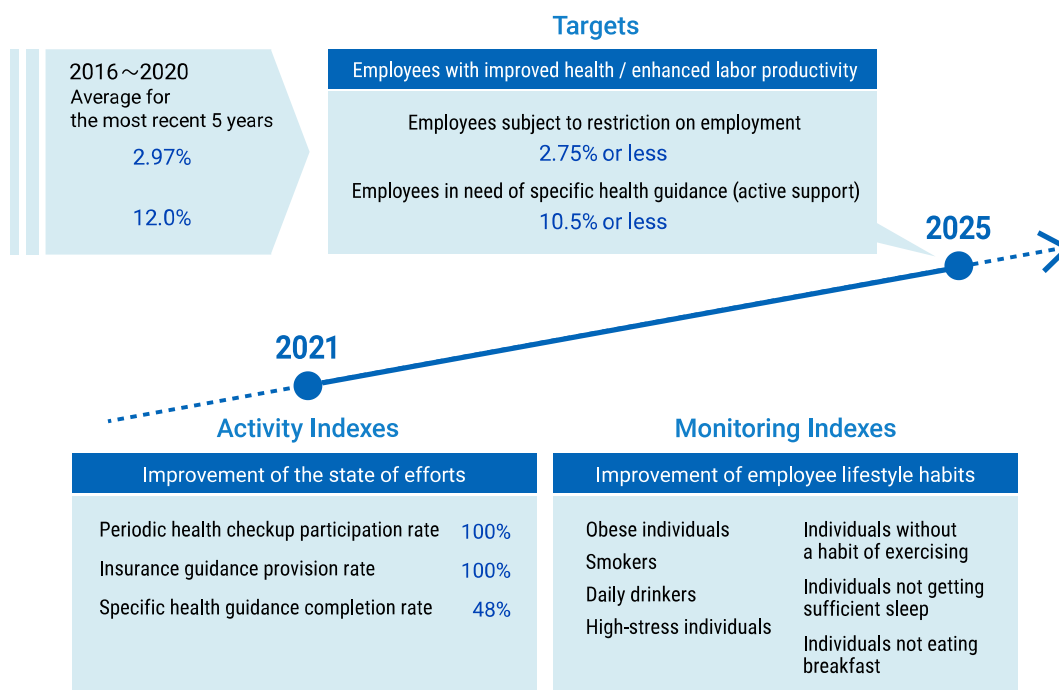 Targets
2016～2020
Average for
the most recent 5 years
2.97%
12.0%
Employees with improved health / enhanced labor productivity
Employees subject to restriction on employment
2.75% or less
Employees in need of specific health guidance (active support)
10.5% or less
2025
2021
Activity Indexes
Improvement of the state of efforts
Periodic health checkup participation rate 100%
Insurance guidance provision rate 100%
Specific health guidance completion rate 48%
Monitoring Indexes
Improvement of employee lifestyle habits
Obese individuals
Smokers
Daily drinkers
High-stress individuals
Individuals without
a habit of exercising
Individuals not getting
sufficient sleep
Individuals not eating
breakfast